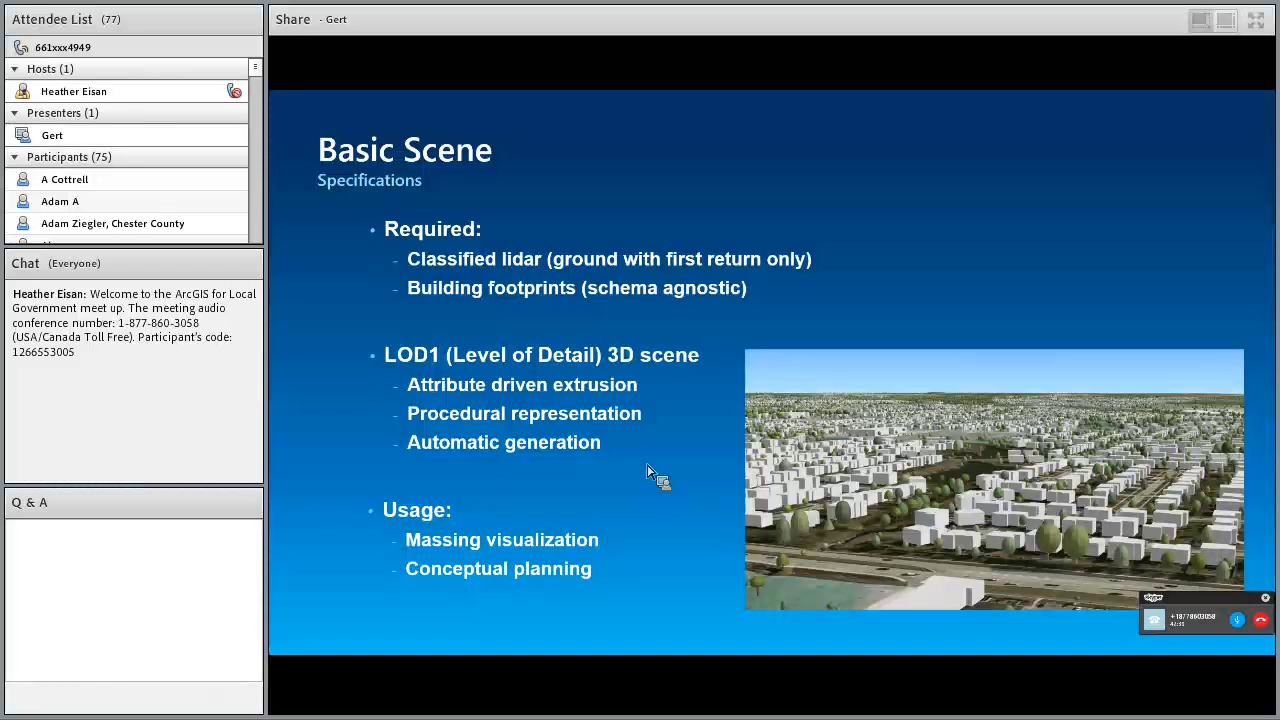 Attendee List (77)
661xxx4949
Hosts (1)
Heather Eisan
Presenters (1)
Gert
Participants (75)
A Cottrell
Adam A
Adam Ziegler, Chester County
Chat (Everyone)
Heather Eisan: Welcome to the ArcGIS for Local
Government meet up. The meeting audio
conference number: 1-877-860-3058
(USA/Canada Toll Free). Participant's code:
1266553005
Q & A
Share - Gert
Basic Scene
Specifications
• Required:
- Classified lidar (ground with first return only)
- Building footprints (schema agnostic)
• LOD1 (Level of Detail) 3D scene
- Attribute driven extrusion
- Procedural representation
- Automatic generation
• Usage:
- Massing visualization
- Conceptual planning
skype
+18778603058